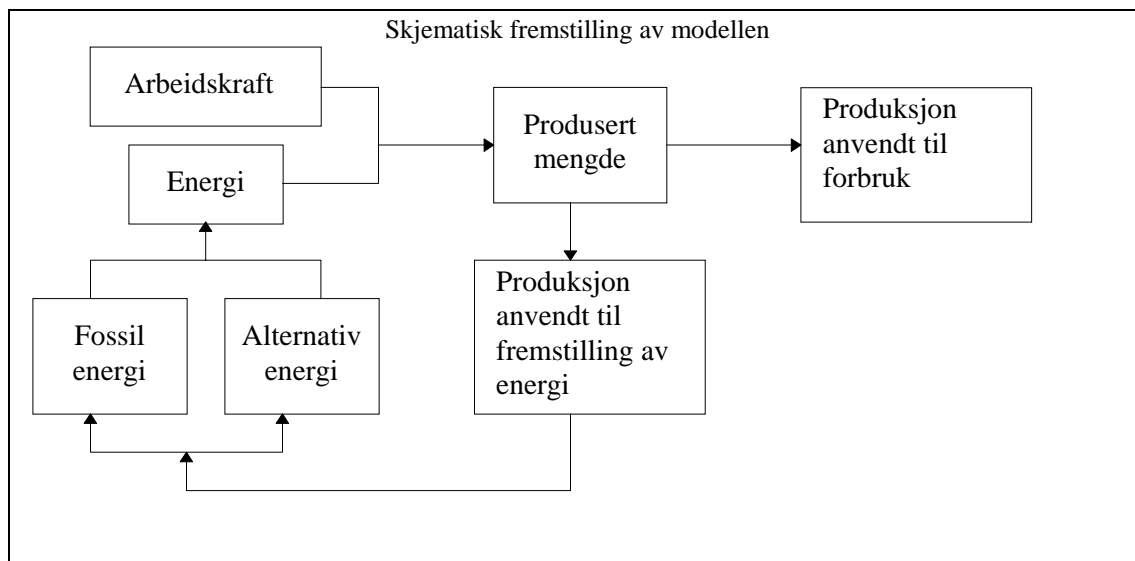 Skjematisk fremstilling av modellen
Arbeidskraft
Energi
Fossil
energi
Alternativ
energi
Produsert
mengde
Produksjon
anvendt til
fremstilling av
energi
Produksjon
anvendt til
forbruk